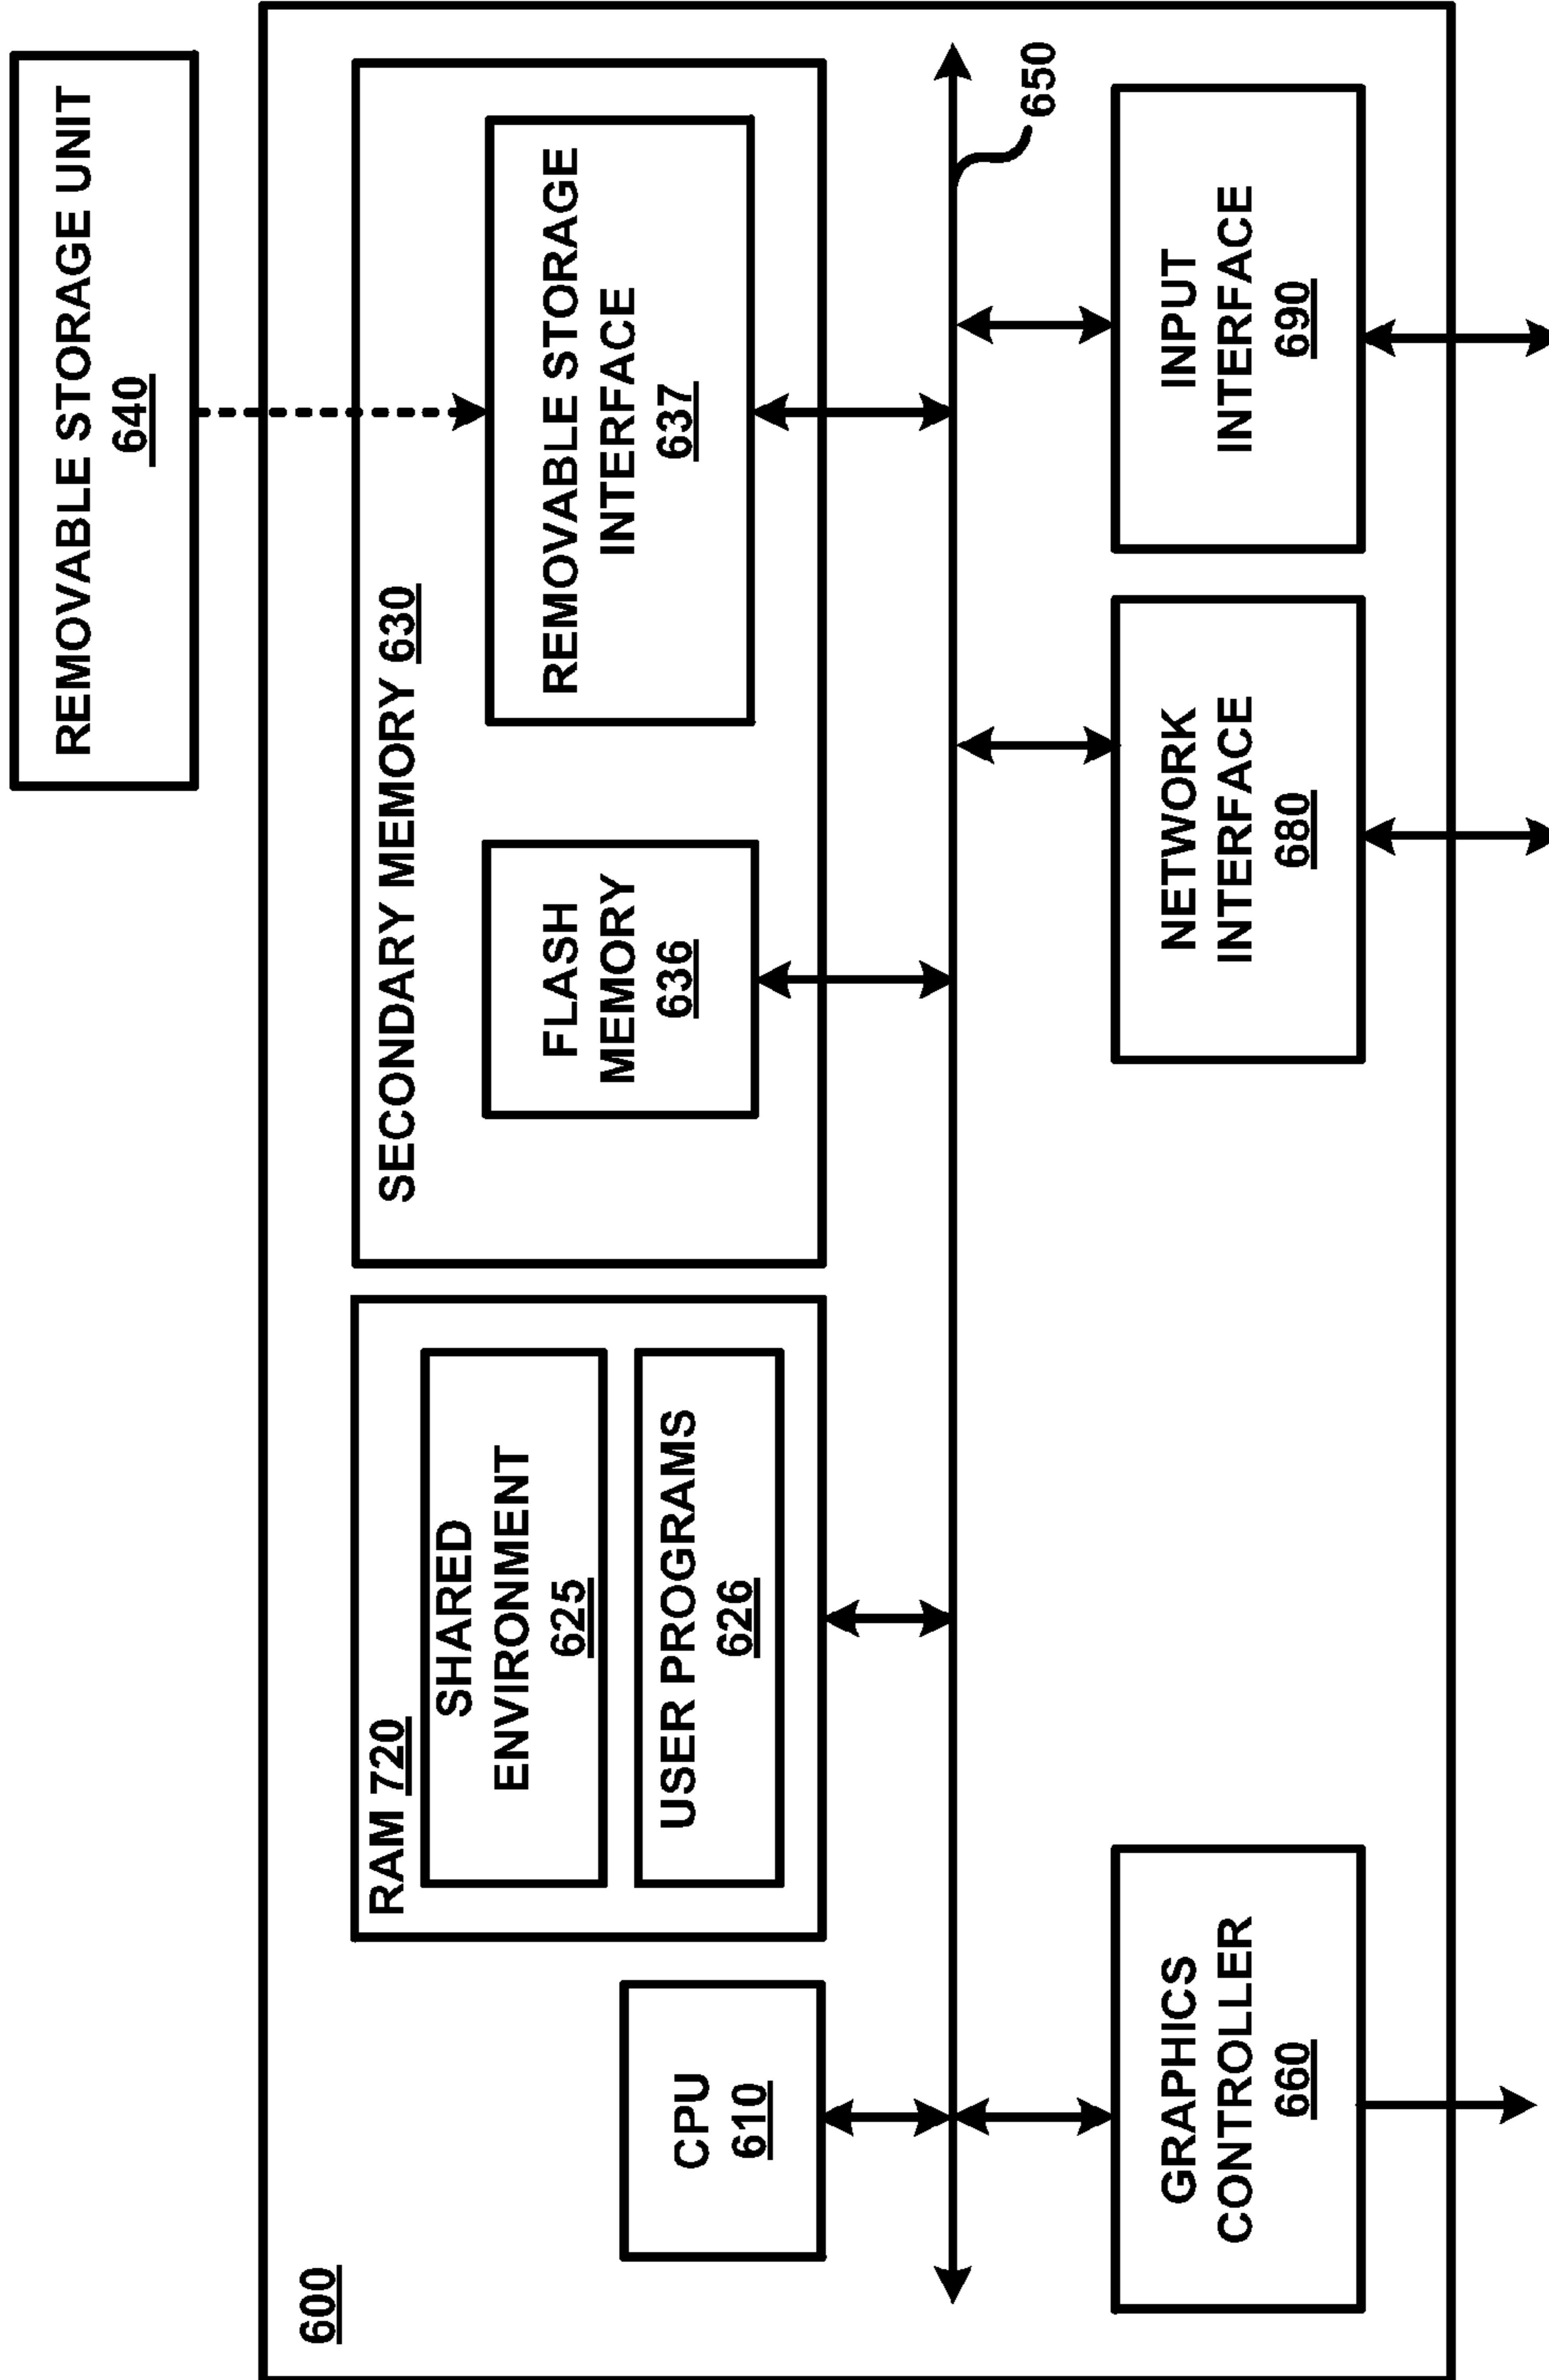 REMOVABLE STORAGE UNIT
640
600
SECONDARY MEMORY 630
RAM 720
SHARED
ENVIRONMENT
625
USER PROGRAMS
626
FLASH
MEMORY
636
REMOVABLE STORAGE
INTERFACE
637
CPU
610
650
GRAPHICS
CONTROLLER
660
NETWORK
INTERFACE
680
INPUT
INTERFACE
690